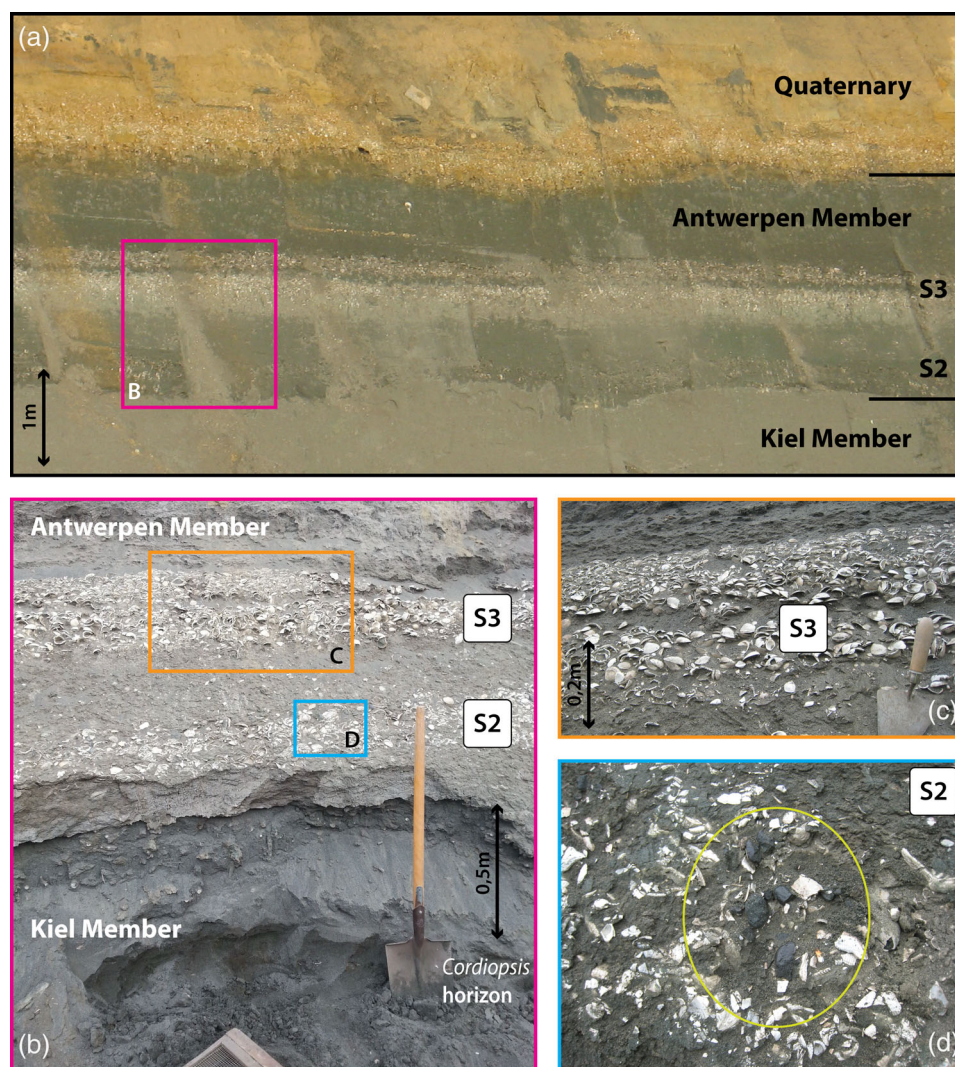 (a)
Quaternary
Antwerpen Member
S3
B
S2
1m
Kiel Member
Antwerpen Member
S3
C
S2
D
0,5m
Kiel Member
Cordiopsis
horizon
(b)
S3
0,2m
(c)
S2
(d)